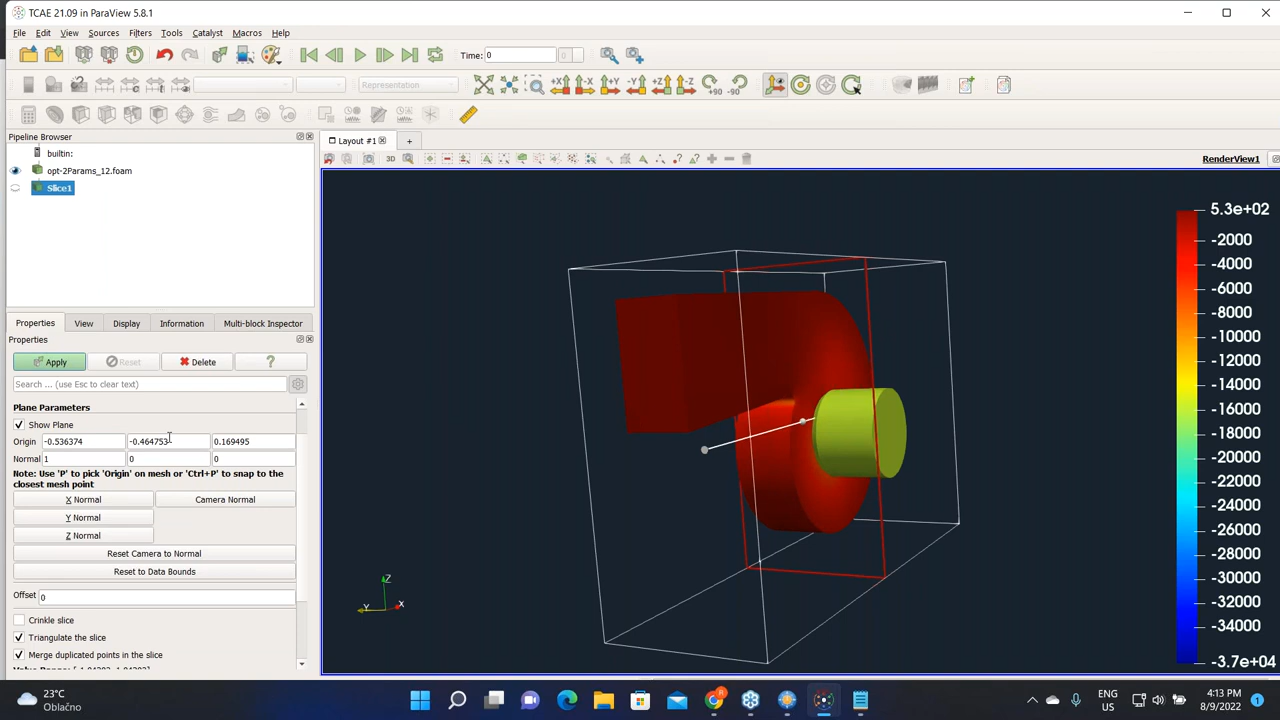 TCAE 21.09 in ParaView 5.8.1
File Edit View Sources Filters Tools Catalyst Macros Help
Time: 0 0
Representation
+X -X +Y -Y +Z -Z +90 -90
Pipeline Browser
builtin:
opt-2Params_12.foam
Slice1
Layout #1 +
3D
RenderView1
Properties View Display Information Multi-block Inspector
Properties
Apply Reset Delete ?
Search ... (use Esc to clear text)
Plane Parameters
Show Plane
Origin -0.536374 -0.464753 0.169495
Normal 1 0 0
Note: Use 'P' to pick 'Origin' on mesh or 'Ctrl+P' to snap to the
closest mesh point
X Normal Camera Normal
Y Normal
Z Normal
Reset Camera to Normal
Reset to Data Bounds
Offset 0
Crinkle slice
Triangulate the slice
Merge duplicated points in the slice
5.3e+02
-2000
-4000
-6000
-8000
-10000
-12000
-14000
-16000
-18000
-20000
-22000
-24000
-26000
-28000
-30000
-32000
-34000
-3.7e+04
Z
Y
X
23°C
Oblačno
R
ENG
US
4:13 PM
8/9/2022
1